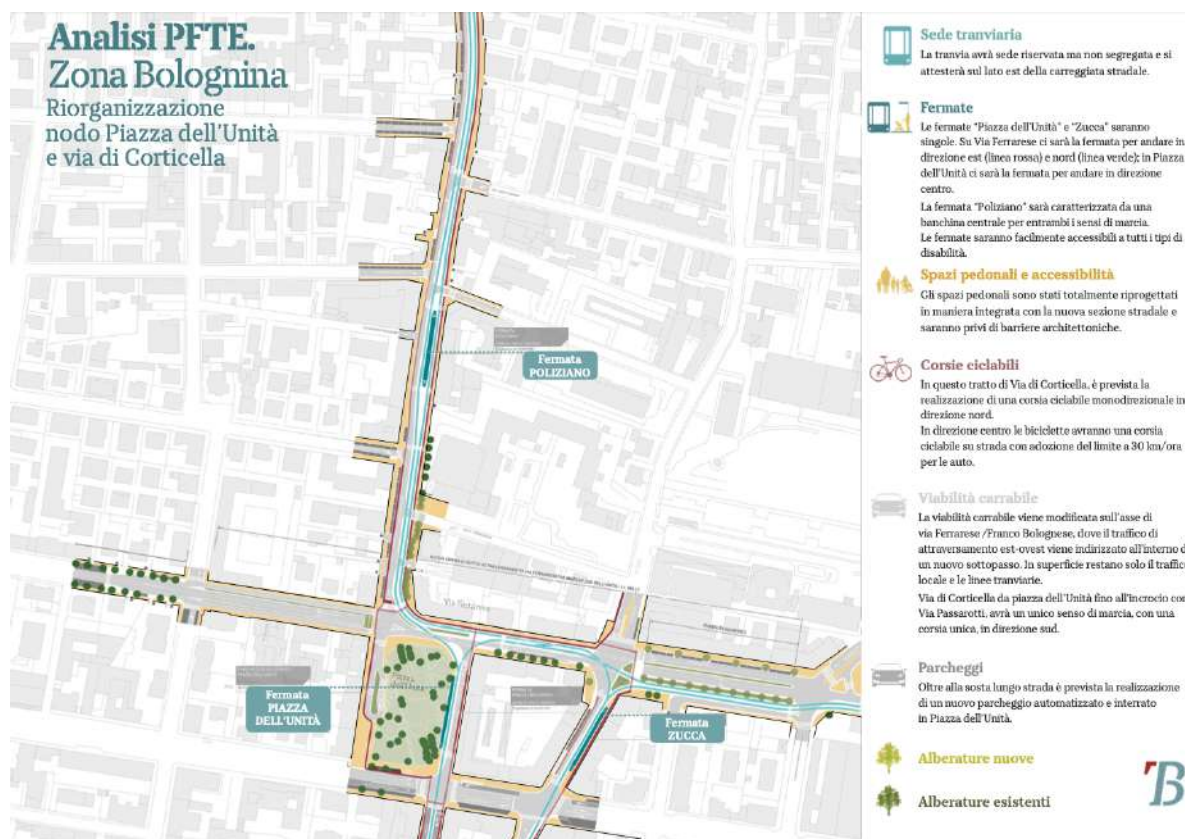 Analisi PFTE.
Zona Bolognina
Riorganizzazione
nodo Piazza dell'Unità
e via di Corticella
Fermata
POLIZIANO
Via Ferrarese
Fermata
PIAZZA
DELL'UNITÀ
Fermata
ZUCCA
Sede tranviaria
La tranvia avrà sede riservata ma non segregata e si
attesterà sul lato est della carreggiata stradale.
Fermate
Le fermate "Piazza dell'Unità" e "Zucca" saranno
singole. Su Via Ferrarese ci sarà la fermata per andare in
direzione est (linea rossa) e nord (linea verde); in Piazza
dell'Unità ci sarà la fermata per andare in direzione
centro.
La fermata "Poliziano" sarà caratterizzata da una
banchina centrale per entrambi i sensi di marcia.
Le fermate saranno facilmente accessibili a tutti i tipi di
disabilità.
Spazi pedonali e accessibilità
Gli spazi pedonali sono stati totalmente riprogettati
in maniera integrata con la nuova sezione stradale e
saranno privi di barriere architettoniche.
Corsie ciclabili
In questo tratto di Via di Corticella, è prevista la
realizzazione di una corsia ciclabile monodirezionale in
direzione nord.
In direzione centro le biciclette avranno una corsia
ciclabile su strada con adozione del limite a 30 km/ora
per le auto.
Viabilità carrabile
La viabilità carrabile viene modificata sull'asse di
via Ferrarese /Franco Bolognese, dove il traffico di
attraversamento est-ovest viene indirizzato all'interno d
un nuovo sottopasso. In superficie restano solo il traffico
locale e le linee tranviarie.
Via di Corticella da piazza dell'Unità fino all'incrocio con
Via Passarotti, avrà un unico senso di marcia, con una
corsia unica, in direzione sud.
Parcheggi
Oltre alla sosta lungo strada è prevista la realizzazione
di un nuovo parcheggio automatizzato e interrato
in Piazza dell'Unità.
Alberature nuove
Alberature esistenti
B